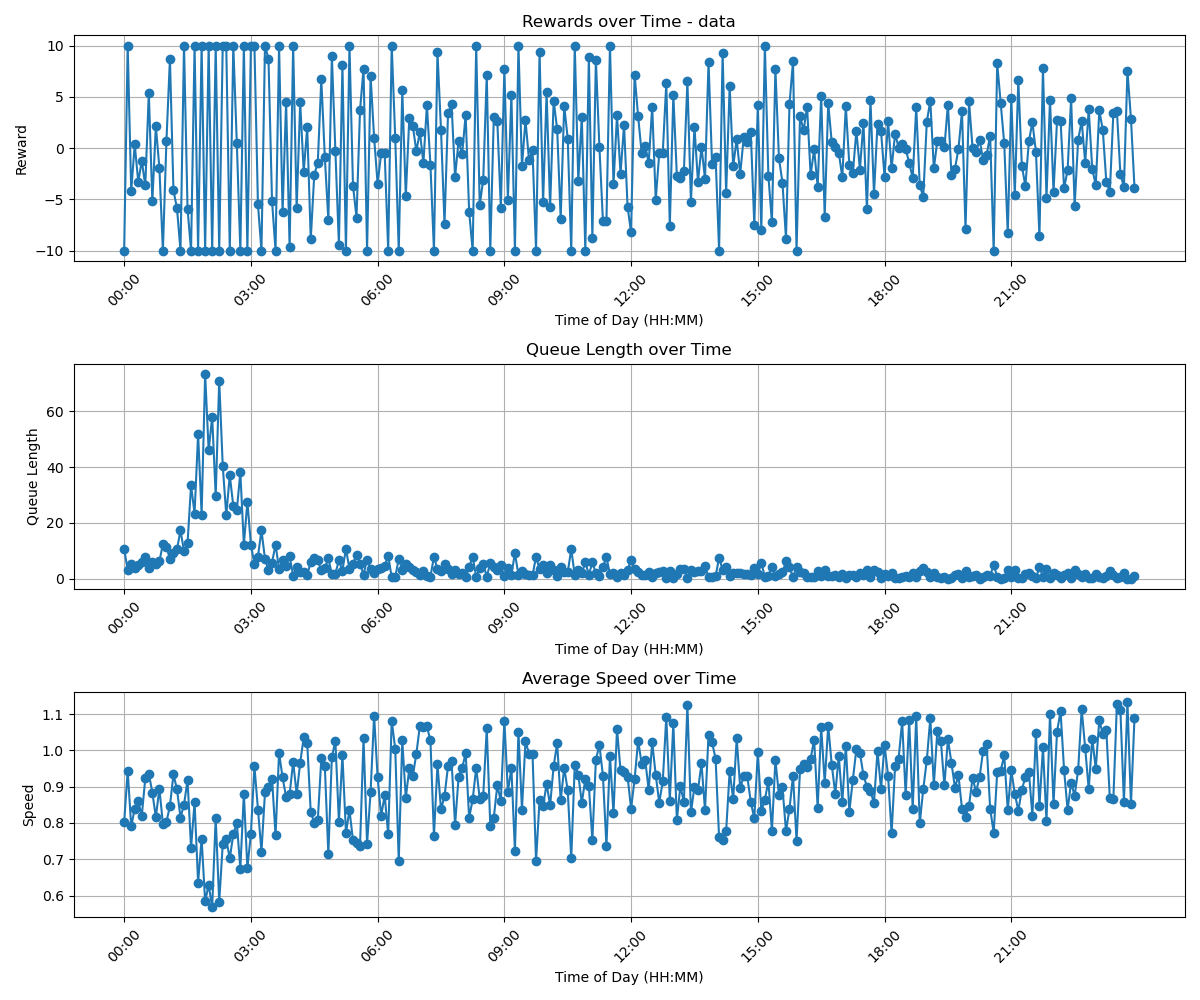 Rewards over Time - data
Reward
10
5
0
−5
−10
00:00 03:00 06:00 09:00 12:00 15:00 18:00 21:00
Time of Day (HH:MM)
Queue Length over Time
Queue Length
60
40
20
0
00:00 03:00 06:00 09:00 12:00 15:00 18:00 21:00
Time of Day (HH:MM)
Average Speed over Time
Speed
1.1
1.0
0.9
0.8
0.7
0.6
00:00 03:00 06:00 09:00 12:00 15:00 18:00 21:00
Time of Day (HH:MM)